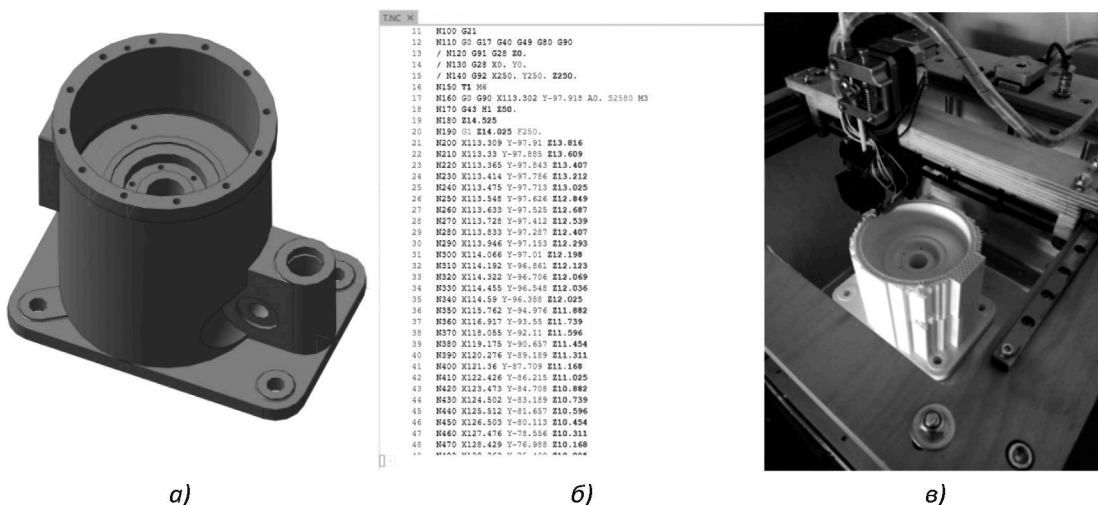 T.NC ×
11 N100 G21
12 N110 G0 G17 G40 G49 G80 G90
13 / N120 G91 G28 Z0.
14 / N130 G28 X0. Y0.
15 / N140 G92 X250. Y250. Z250.
16 N150 T1 M6
17 N160 G0 G90 X113.302 Y-97.918 A0. S2580 M3
18 N170 G43 H1 Z50.
19 N180 Z14.525
20 N190 G1 Z14.025 F250.
21 N200 X113.309 Y-97.91 Z13.816
22 N210 X113.33 Y-97.885 Z13.609
23 N220 X113.365 Y-97.843 Z13.407
24 N230 X113.414 Y-97.786 Z13.212
25 N240 X113.475 Y-97.713 Z13.025
26 N250 X113.548 Y-97.626 Z12.849
27 N260 X113.633 Y-97.525 Z12.687
28 N270 X113.728 Y-97.412 Z12.539
29 N280 X113.833 Y-97.287 Z12.407
30 N290 X113.946 Y-97.153 Z12.293
31 N300 X114.066 Y-97.01 Z12.198
32 N310 X114.192 Y-96.861 Z12.123
33 N320 X114.322 Y-96.706 Z12.069
34 N330 X114.455 Y-96.548 Z12.036
35 N340 X114.59 Y-96.388 Z12.025
36 N350 X115.762 Y-94.976 Z11.882
37 N360 X116.917 Y-93.55 Z11.739
38 N370 X118.055 Y-92.11 Z11.596
39 N380 X119.175 Y-90.657 Z11.454
40 N390 X120.276 Y-89.189 Z11.311
41 N400 X121.36 Y-87.709 Z11.168
42 N410 X122.426 Y-86.215 Z11.025
43 N420 X123.473 Y-84.708 Z10.882
44 N430 X124.502 Y-83.189 Z10.739
45 N440 X125.512 Y-81.657 Z10.596
46 N450 X126.503 Y-80.113 Z10.454
47 N460 X127.476 Y-78.556 Z10.311
48 N470 X128.429 Y-76.988 Z10.168
а) б) в)